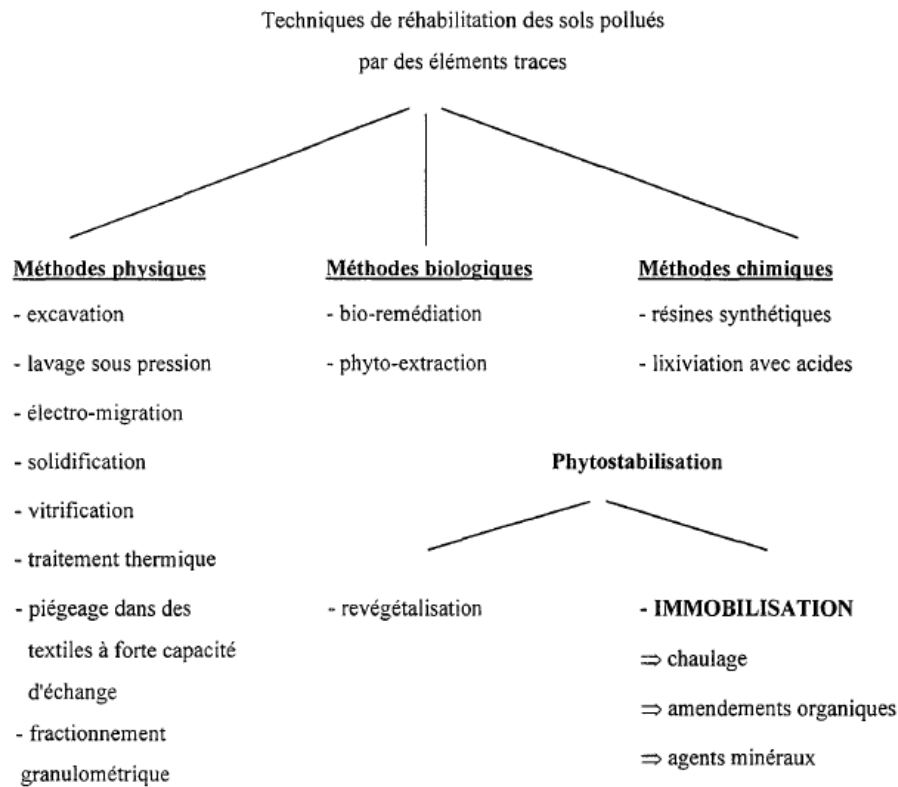 Techniques de réhabilitation des sols pollués
par des éléments traces
Méthodes physiques
- excavation
- lavage sous pression
- électro-migration
- solidification
- vitrification
- traitement thermique
- piégeage dans des
textiles à forte capacité
d'échange
- fractionnement
granulométrique
Méthodes biologiques
- bio-remédiation
- phyto-extraction
Méthodes chimiques
- résines synthétiques
- lixiviation avec acides
Phytostabilisation
- revégétalisation
- IMMOBILISATION
⇒ chaulage
⇒ amendements organiques
⇒ agents minéraux